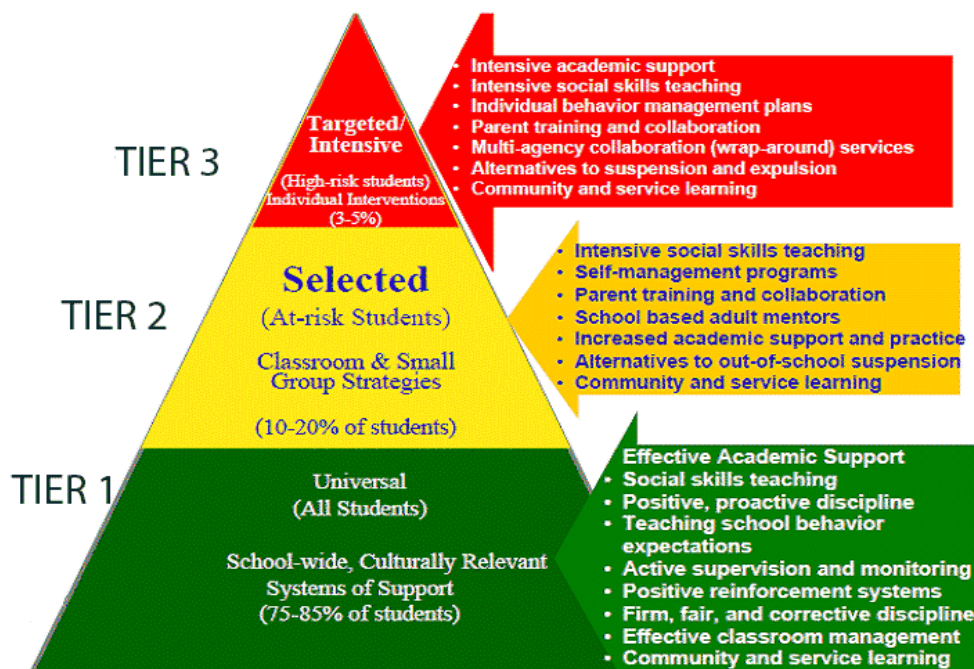 TIER 3
Targeted/
Intensive
(High-risk students)
Individual Interventions
(3-5%)
• Intensive academic support
• Intensive social skills teaching
• Individual behavior management plans
• Parent training and collaboration
• Multi-agency collaboration (wrap-around) services
• Alternatives to suspension and expulsion
• Community and service learning
TIER 2
Selected
(At-risk Students)
Classroom & Small
Group Strategies
(10-20% of students)
• Intensive social skills teaching
• Self-management programs
• Parent training and collaboration
• School based adult mentors
• Increased academic support and practice
• Alternatives to out-of-school suspension
• Community and service learning
TIER 1
Universal
(All Students)
School-wide, Culturally Relevant
Systems of Support
(75-85% of students)
Effective Academic Support
• Social skills teaching
• Positive, proactive discipline
• Teaching school behavior
expectations
• Active supervision and monitoring
• Positive reinforcement systems
• Firm, fair, and corrective discipline
• Effective classroom management
• Community and service learning